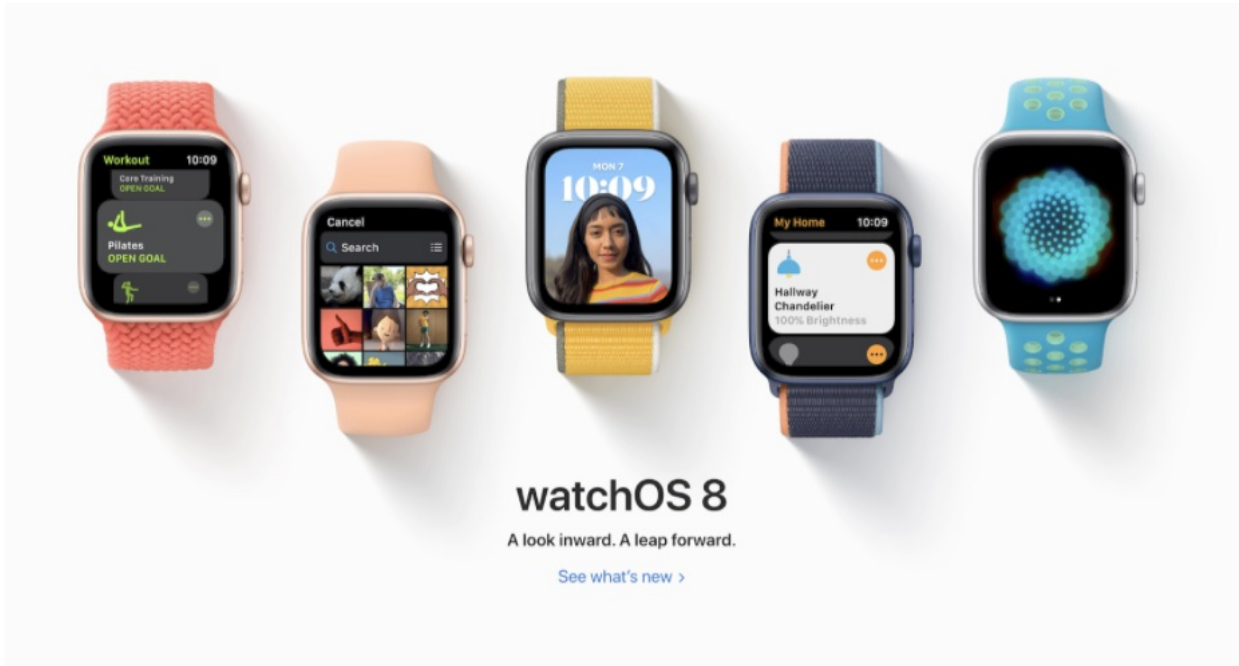 Workout 10:09
Core Training
OPEN GOAL
Pilates
OPEN GOAL
Cancel
Search
MON 7
10:09
My Home 10:09
Hallway
Chandelier
100% Brightness
watchOS 8
A look inward. A leap forward.
See what's new >